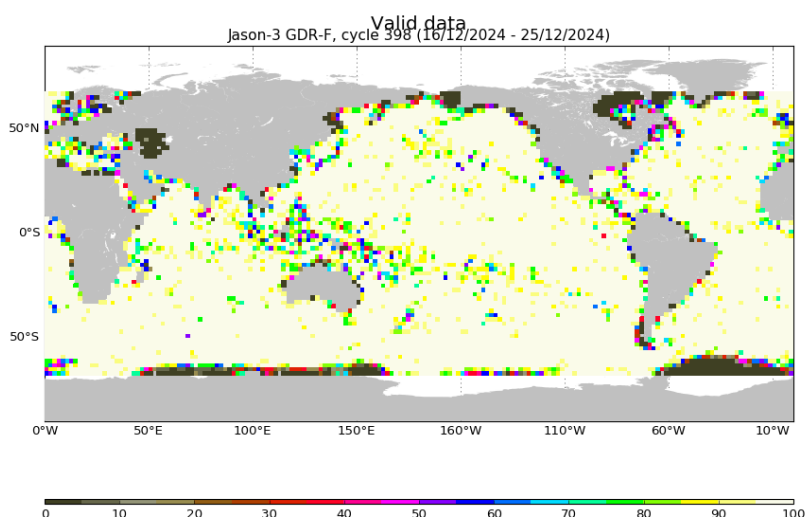 Valid data
Jason-3 GDR-F, cycle 398 (16/12/2024 - 25/12/2024)
50°N
0°S
50°S
0°W 50°E 100°E 150°E 160°W 110°W 60°W 10°W
0 10 20 30 40 50 60 70 80 90 100